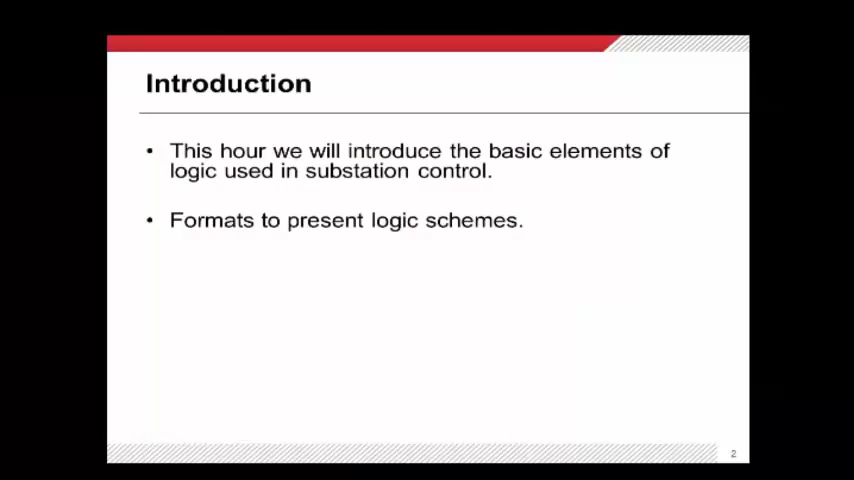 Introduction
• This hour we will introduce the basic elements of
logic used in substation control.
• Formats to present logic schemes.
2